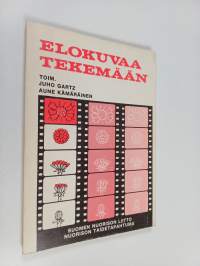 ELOKUVAA
TEKEMÄÄN
TOIM.
JUHO GARTZ
AUNE KÄMÄRÄINEN
SUOMEN NUORISON LIITTO
NUORISON TAIDETAPAHTUMA